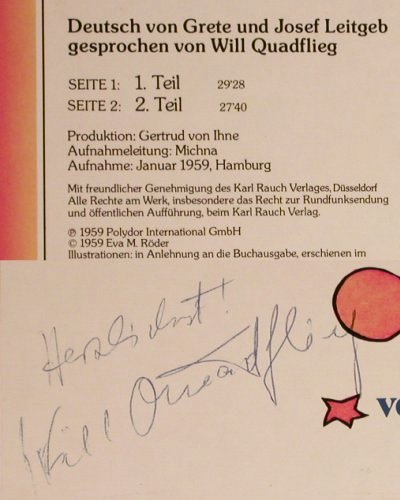 Deutsch von Grete und Josef Leitgeb
gesprochen von Will Quadflieg
SEITE 1: 1. Teil 29'28
SEITE 2: 2. Teil 27'40
Produktion: Gertrud von Ihne
Aufnahmeleitung: Michna
Aufnahme: Januar 1959, Hamburg
Mit freundlicher Genehmigung des Karl Rauch Verlages, Düsseldorf
Alle Rechte am Werk, insbesondere das Recht zur Rundfunksendung
und öffentlichen Aufführung, beim Karl Rauch Verlag.
℗ 1959 Polydor International GmbH
© 1959 Eva M. Röder
Illustrationen: in Anlehnung an die Buchausgabe, erschienen im
Herzlichst!
Will Quadflieg